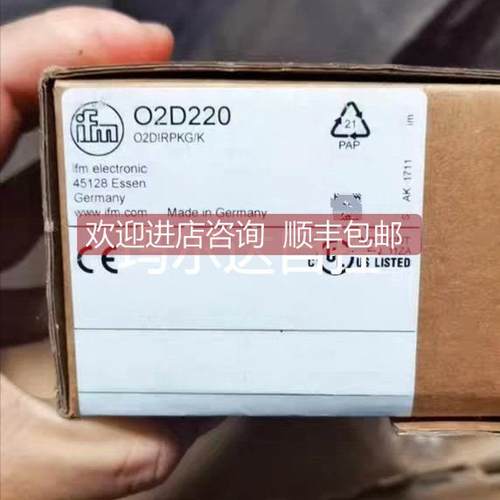 ifm
O2D220
O2DIRPKG/K
ifm electronic
45128 Essen
Germany
www.ifm.com Made in Germany
21
PAP
AK 1711
欢迎进店咨询 顺丰包邮
CE
US LISTED